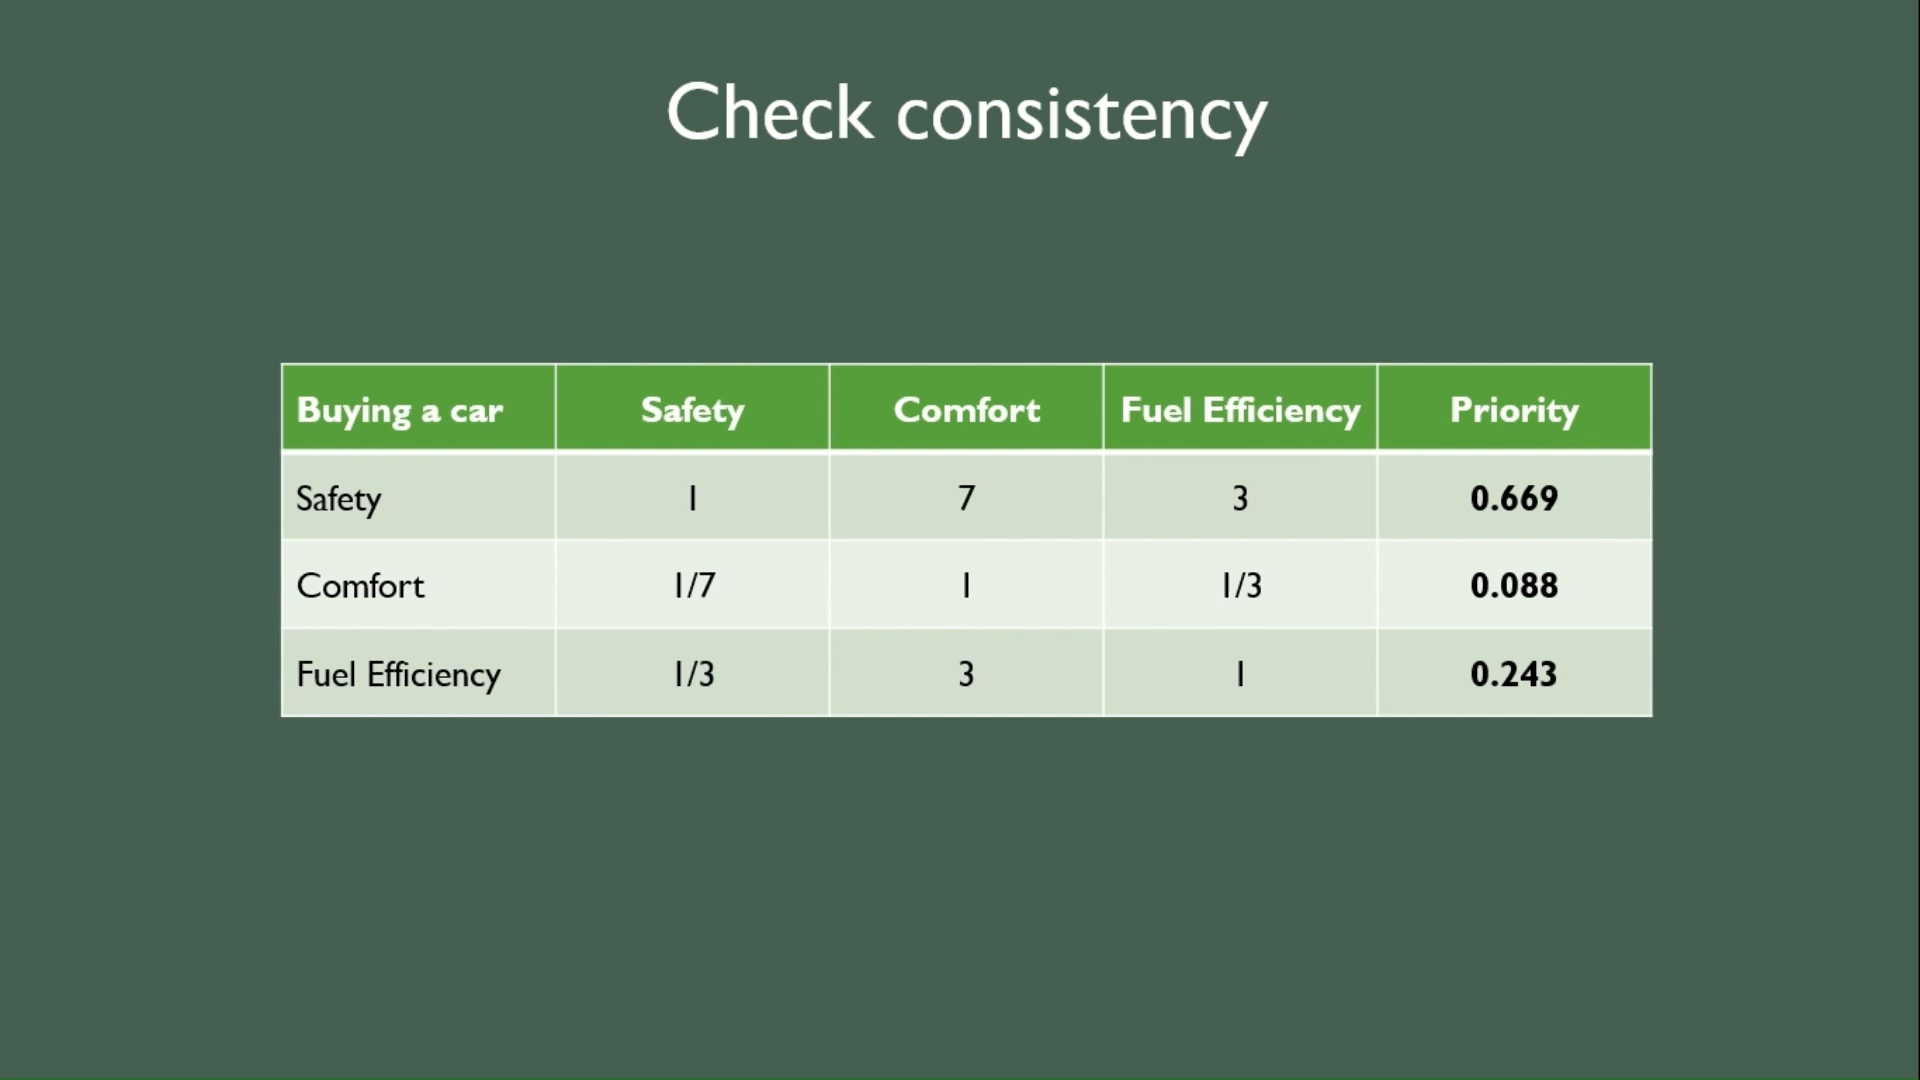 Check consistency
Buying a car Safety Comfort Fuel Efficiency Priority
Safety 1 7 3 0.669
Comfort 1/7 1 1/3 0.088
Fuel Efficiency 1/3 3 1 0.243